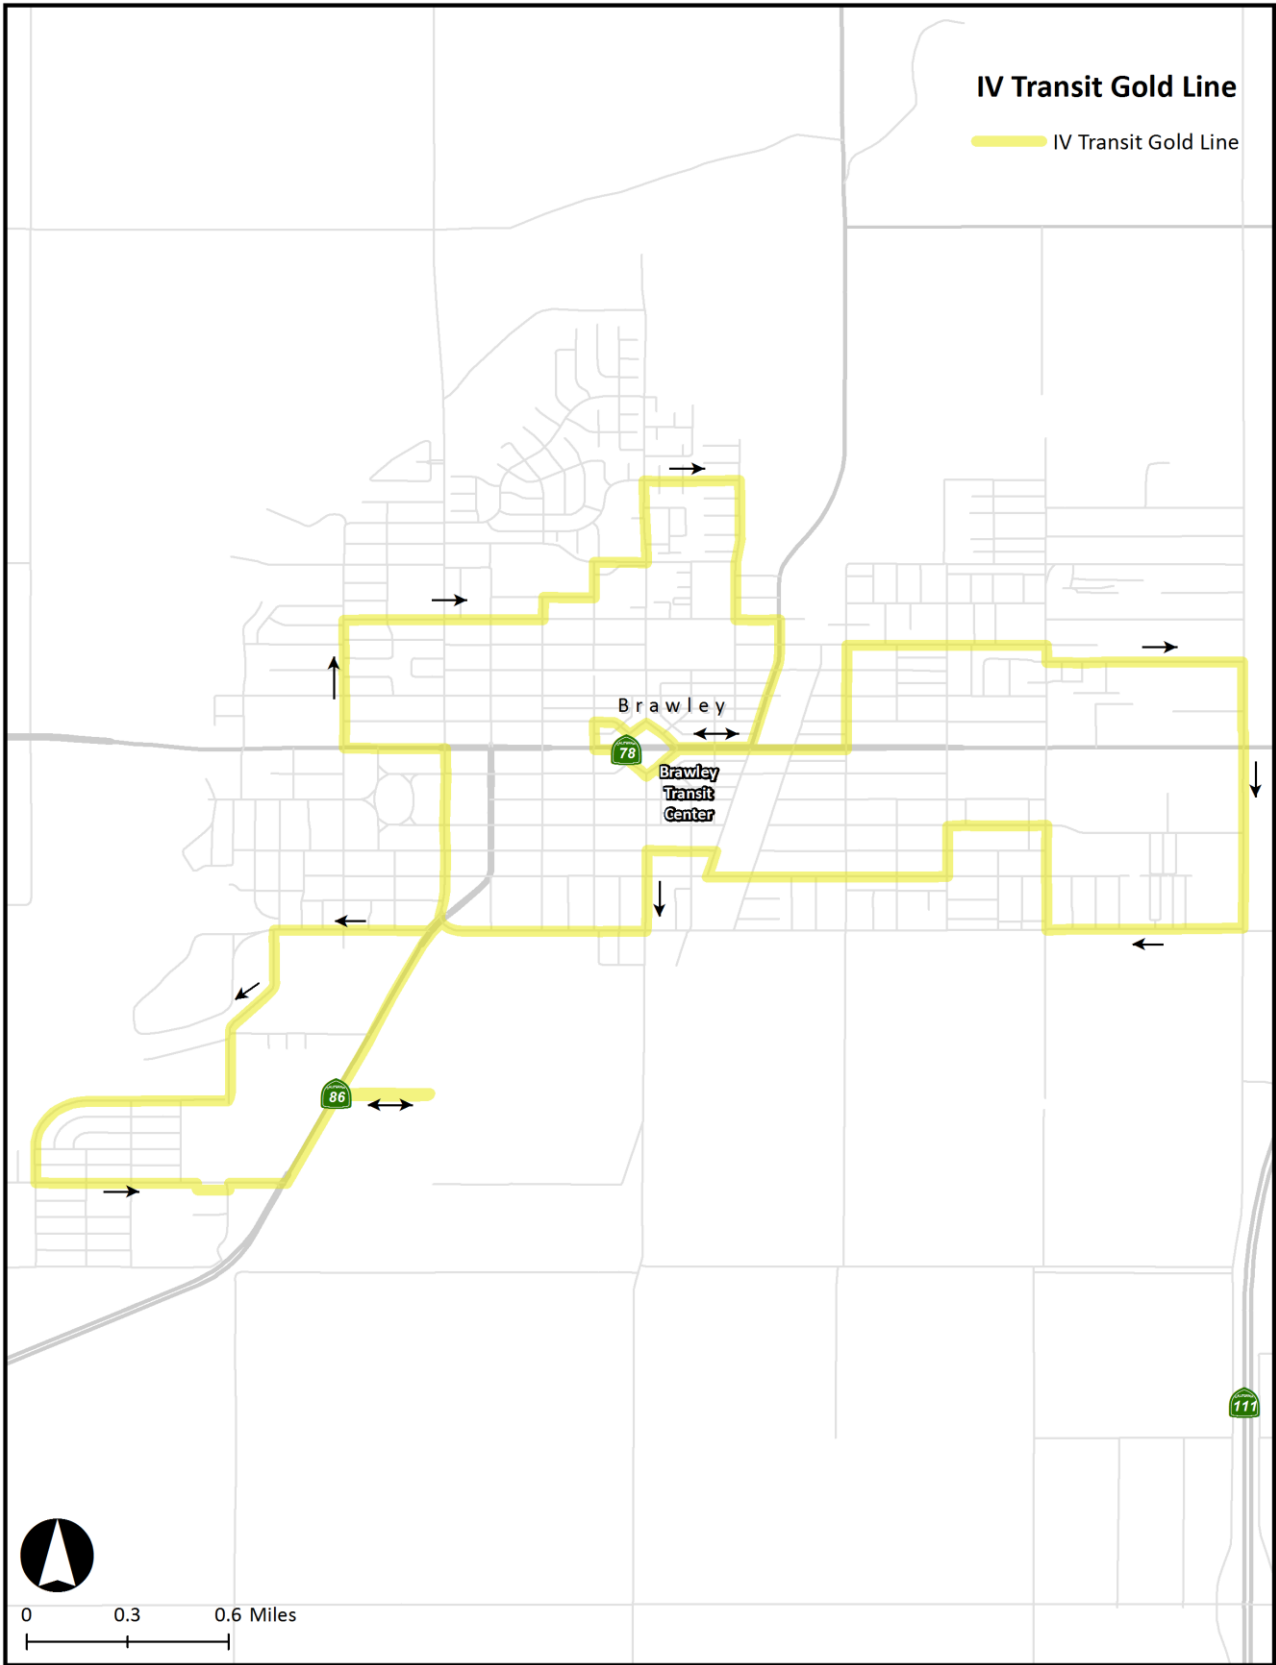 IV Transit Gold Line
IV Transit Gold Line
Brawley
78
Brawley
Transit
Center
86
111
0 0.3 0.6 Miles